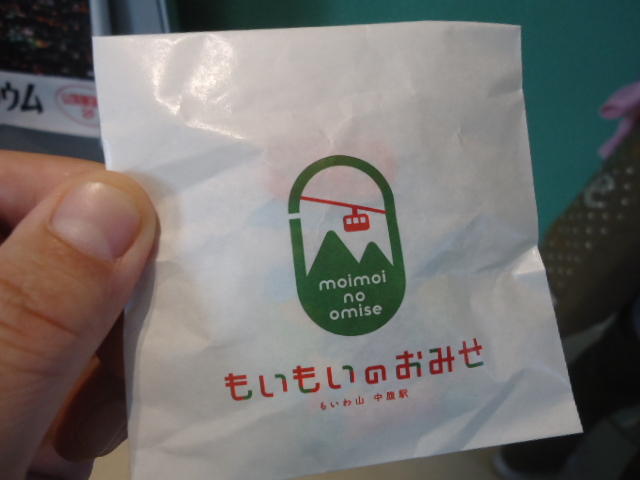 ウム
moimoi
no
omise
もいもいのおみせ
もいわ山 中腹駅